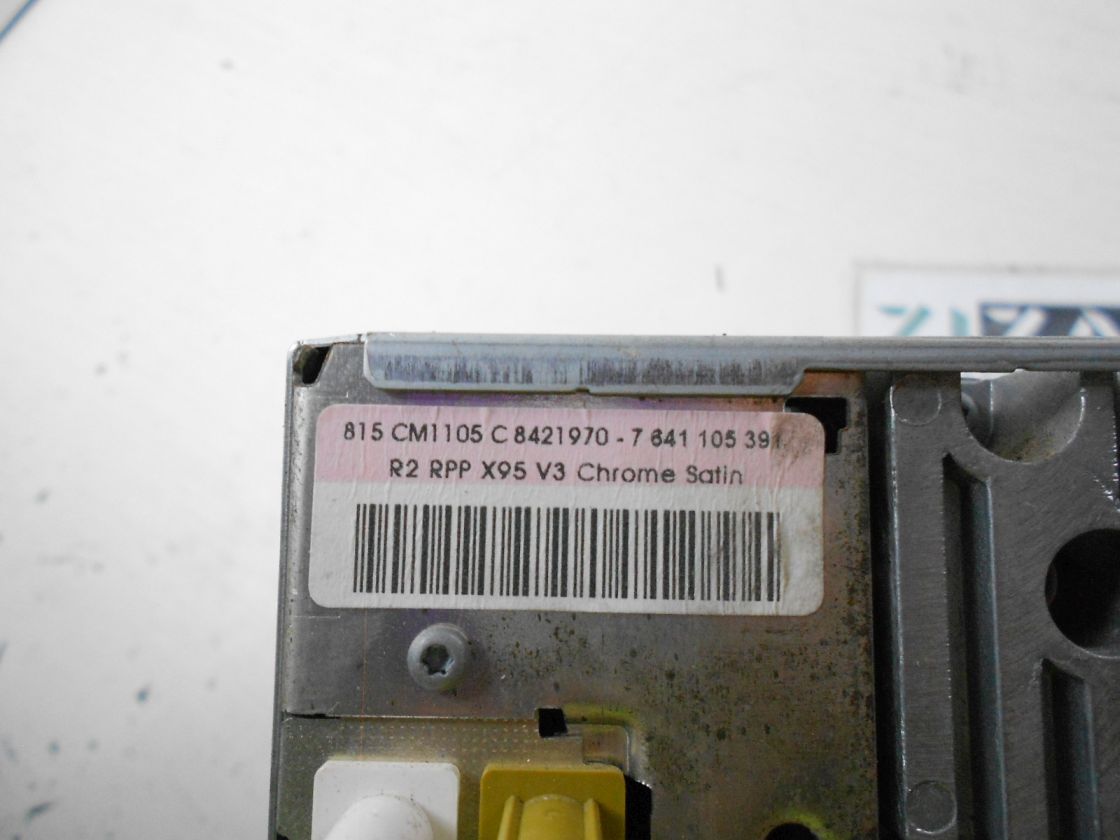 815 CM1105 C 8421970 - 7 641 105 391
R2 RPP X95 V3 Chrome Satin